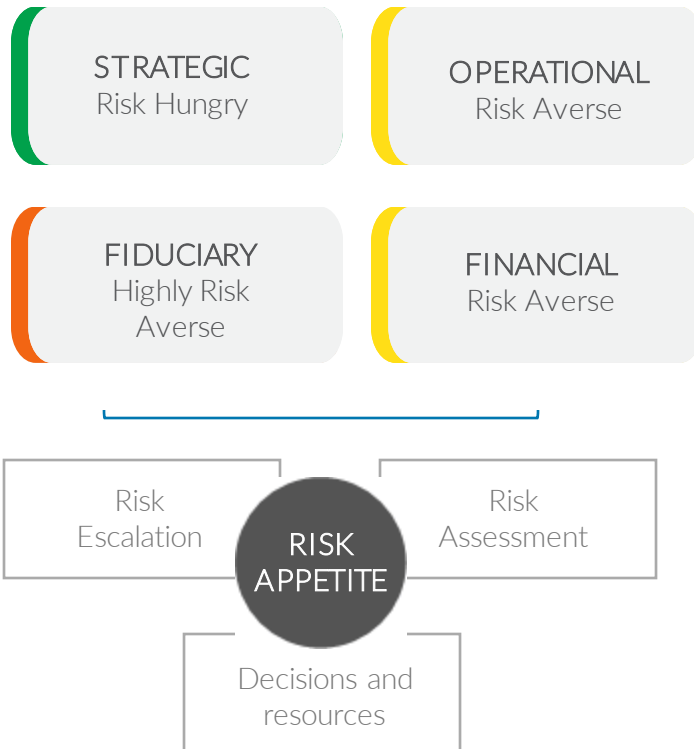 STRATEGIC
Risk Hungry
OPERATIONAL
Risk Averse
FIDUCIARY
Highly Risk
Averse
FINANCIAL
Risk Averse
Risk
Escalation
RISK
APPETITE
Risk
Assessment
Decisions and
resources